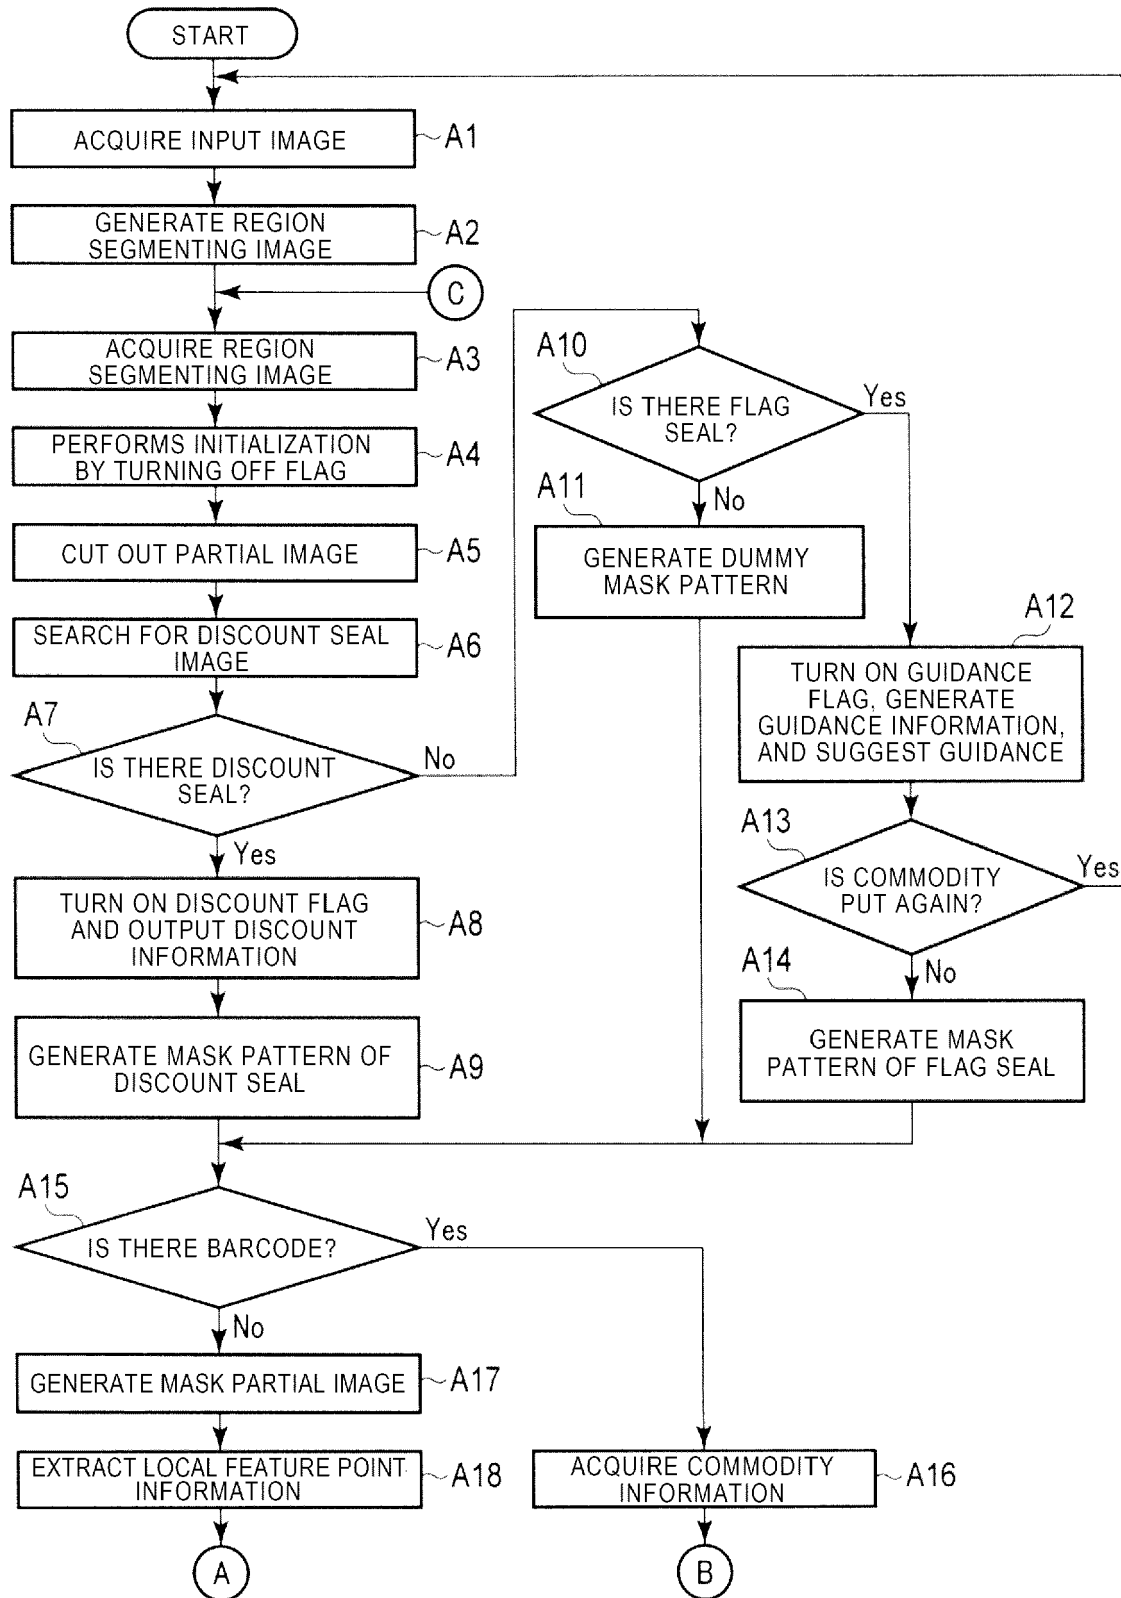 START
ACQUIRE INPUT IMAGE
A1
GENERATE REGION
SEGMENTING IMAGE
A2
C
ACQUIRE REGION
SEGMENTING IMAGE
A3
PERFORMS INITIALIZATION
BY TURNING OFF FLAG
A4
CUT OUT PARTIAL IMAGE
A5
SEARCH FOR DISCOUNT SEAL
IMAGE
A6
A7
IS THERE DISCOUNT
SEAL?
No
Yes
TURN ON DISCOUNT FLAG
AND OUTPUT DISCOUNT
INFORMATION
A8
GENERATE MASK PATTERN OF
DISCOUNT SEAL
A9
A10
IS THERE FLAG
SEAL?
Yes
No
A11
GENERATE DUMMY
MASK PATTERN
A12
TURN ON GUIDANCE
FLAG, GENERATE
GUIDANCE INFORMATION,
AND SUGGEST GUIDANCE
A13
IS COMMODITY
PUT AGAIN?
Yes
No
A14
GENERATE MASK
PATTERN OF FLAG SEAL
A15
IS THERE BARCODE?
Yes
No
GENERATE MASK PARTIAL IMAGE
A17
EXTRACT LOCAL FEATURE POINT
INFORMATION
A18
A
ACQUIRE COMMODITY
INFORMATION
A16
B